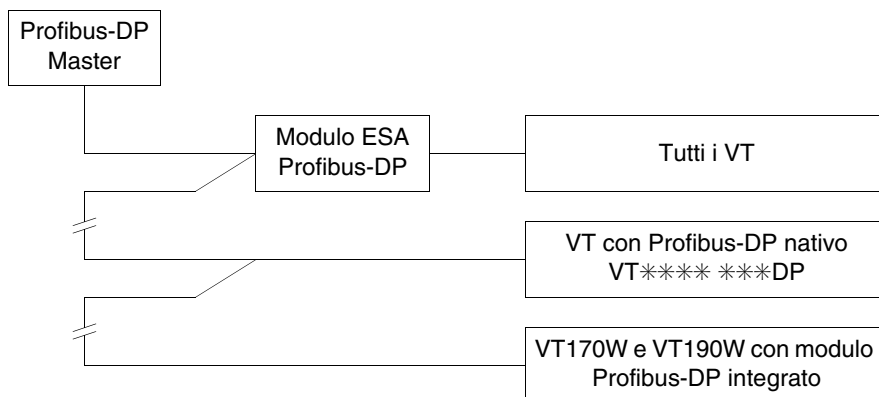 Profibus-DP
Master
Modulo ESA
Profibus-DP
Tutti i VT
VT con Profibus-DP nativo
VT✳✳✳✳ ✳✳✳DP
VT170W e VT190W con modulo
Profibus-DP integrato